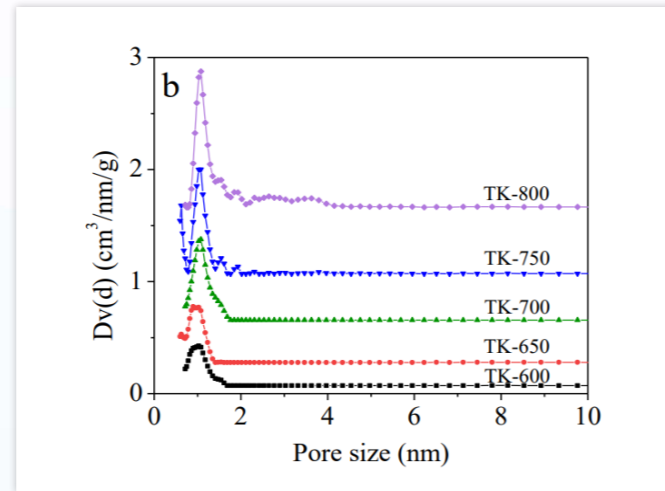 3
b
Dv(d) (cm³/nm/g)
2
TK-800
TK-750
1
TK-700
TK-650
TK-600
0
0 2 4 6 8 10
Pore size (nm)